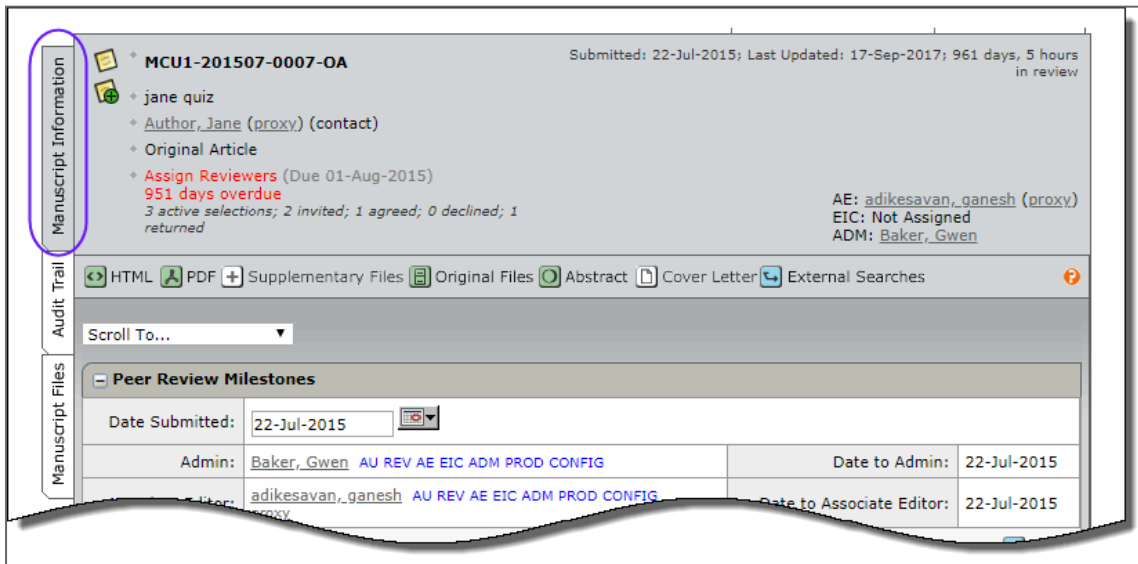 Manuscript Information
Audit Trail
Manuscript Files
MCU1-201507-0007-OA
Submitted: 22-Jul-2015; Last Updated: 17-Sep-2017; 961 days, 5 hours
in review
jane quiz
Author, Jane (proxy) (contact)
Original Article
Assign Reviewers (Due 01-Aug-2015)
951 days overdue
3 active selections; 2 invited; 1 agreed; 0 declined; 1
returned
AE: adikesavan, ganesh (proxy)
EIC: Not Assigned
ADM: Baker, Gwen
HTML PDF Supplementary Files Original Files Abstract Cover Letter External Searches
Scroll To...
Peer Review Milestones
Date Submitted: 22-Jul-2015
Admin: Baker, Gwen AU REV AE EIC ADM PROD CONFIG Date to Admin: 22-Jul-2015
Editor: adikesavan, ganesh AU REV AE EIC ADM PROD CONFIG Date to Associate Editor: 22-Jul-2015
proxy